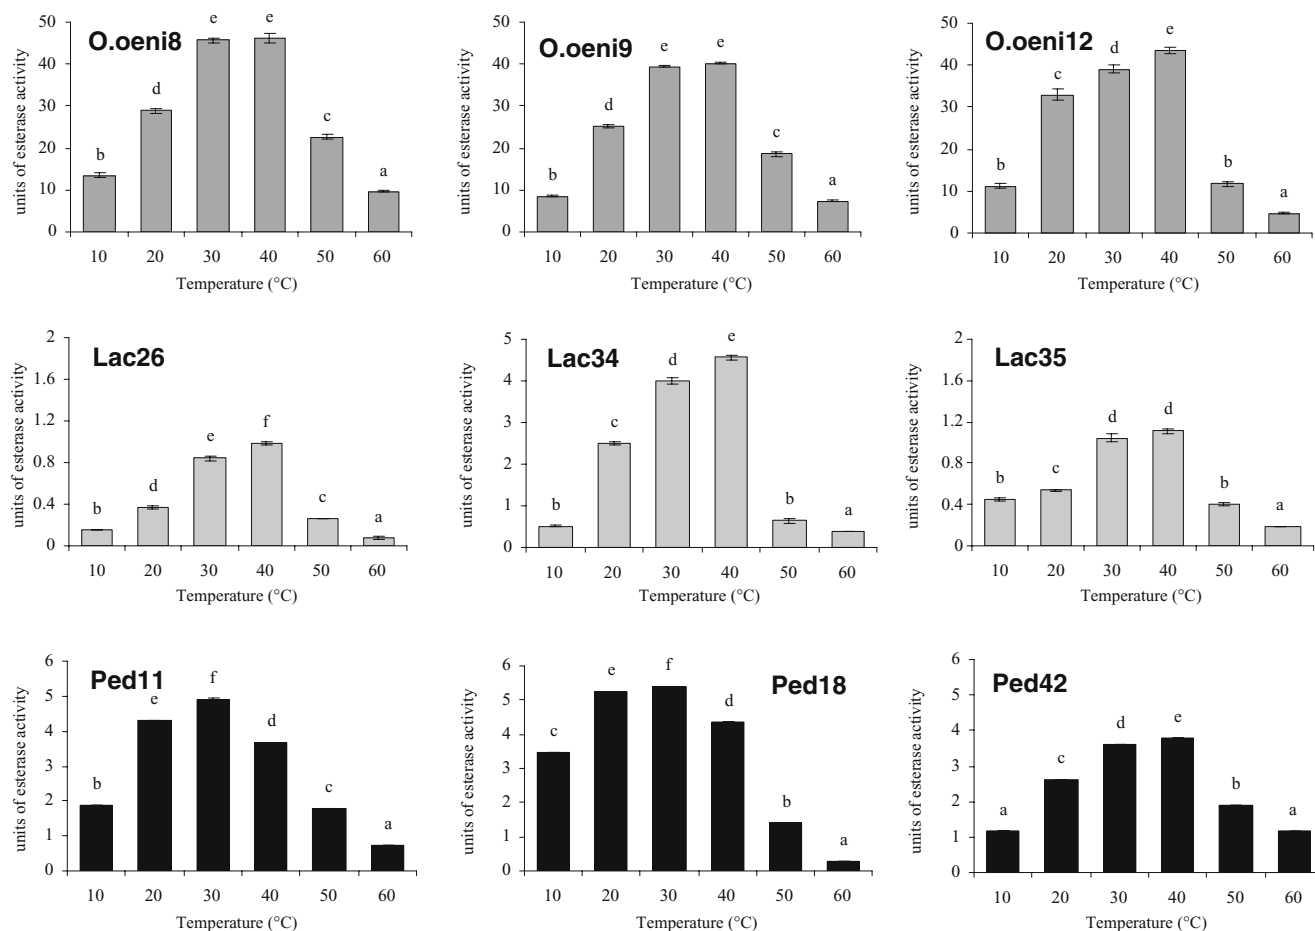 O.oeni8
units of esterase activity
50
40
30
20
10
0
b
d
e
e
c
a
10 20 30 40 50 60
Temperature (°C)
O.oeni9
units of esterase activity
50
40
30
20
10
0
b
d
e
e
c
a
10 20 30 40 50 60
Temperature (°C)
O.oeni12
units of esterase activity
50
40
30
20
10
0
b
c
d
e
b
a
10 20 30 40 50 60
Temperature (°C)
Lac26
units of esterase activity
2
1.6
1.2
0.8
0.4
0
b
d
e
f
c
a
10 20 30 40 50 60
Temperature (°C)
Lac34
units of esterase activity
5
4
3
2
1
0
b
c
d
e
b
a
10 20 30 40 50 60
Temperature (°C)
Lac35
units of esterase activity
2
1.6
1.2
0.8
0.4
0
b
c
d
d
b
a
10 20 30 40 50 60
Temperature (°C)
Ped11
units of esterase activity
6
5
4
3
2
1
0
b
e
f
d
c
a
10 20 30 40 50 60
Temperature (°C)
Ped18
units of esterase activity
6
5
4
3
2
1
0
c
e
f
d
b
a
10 20 30 40 50 60
Temperature (°C)
Ped42
units of esterase activity
6
5
4
3
2
1
0
a
c
d
e
b
a
10 20 30 40 50 60
Temperature (°C)